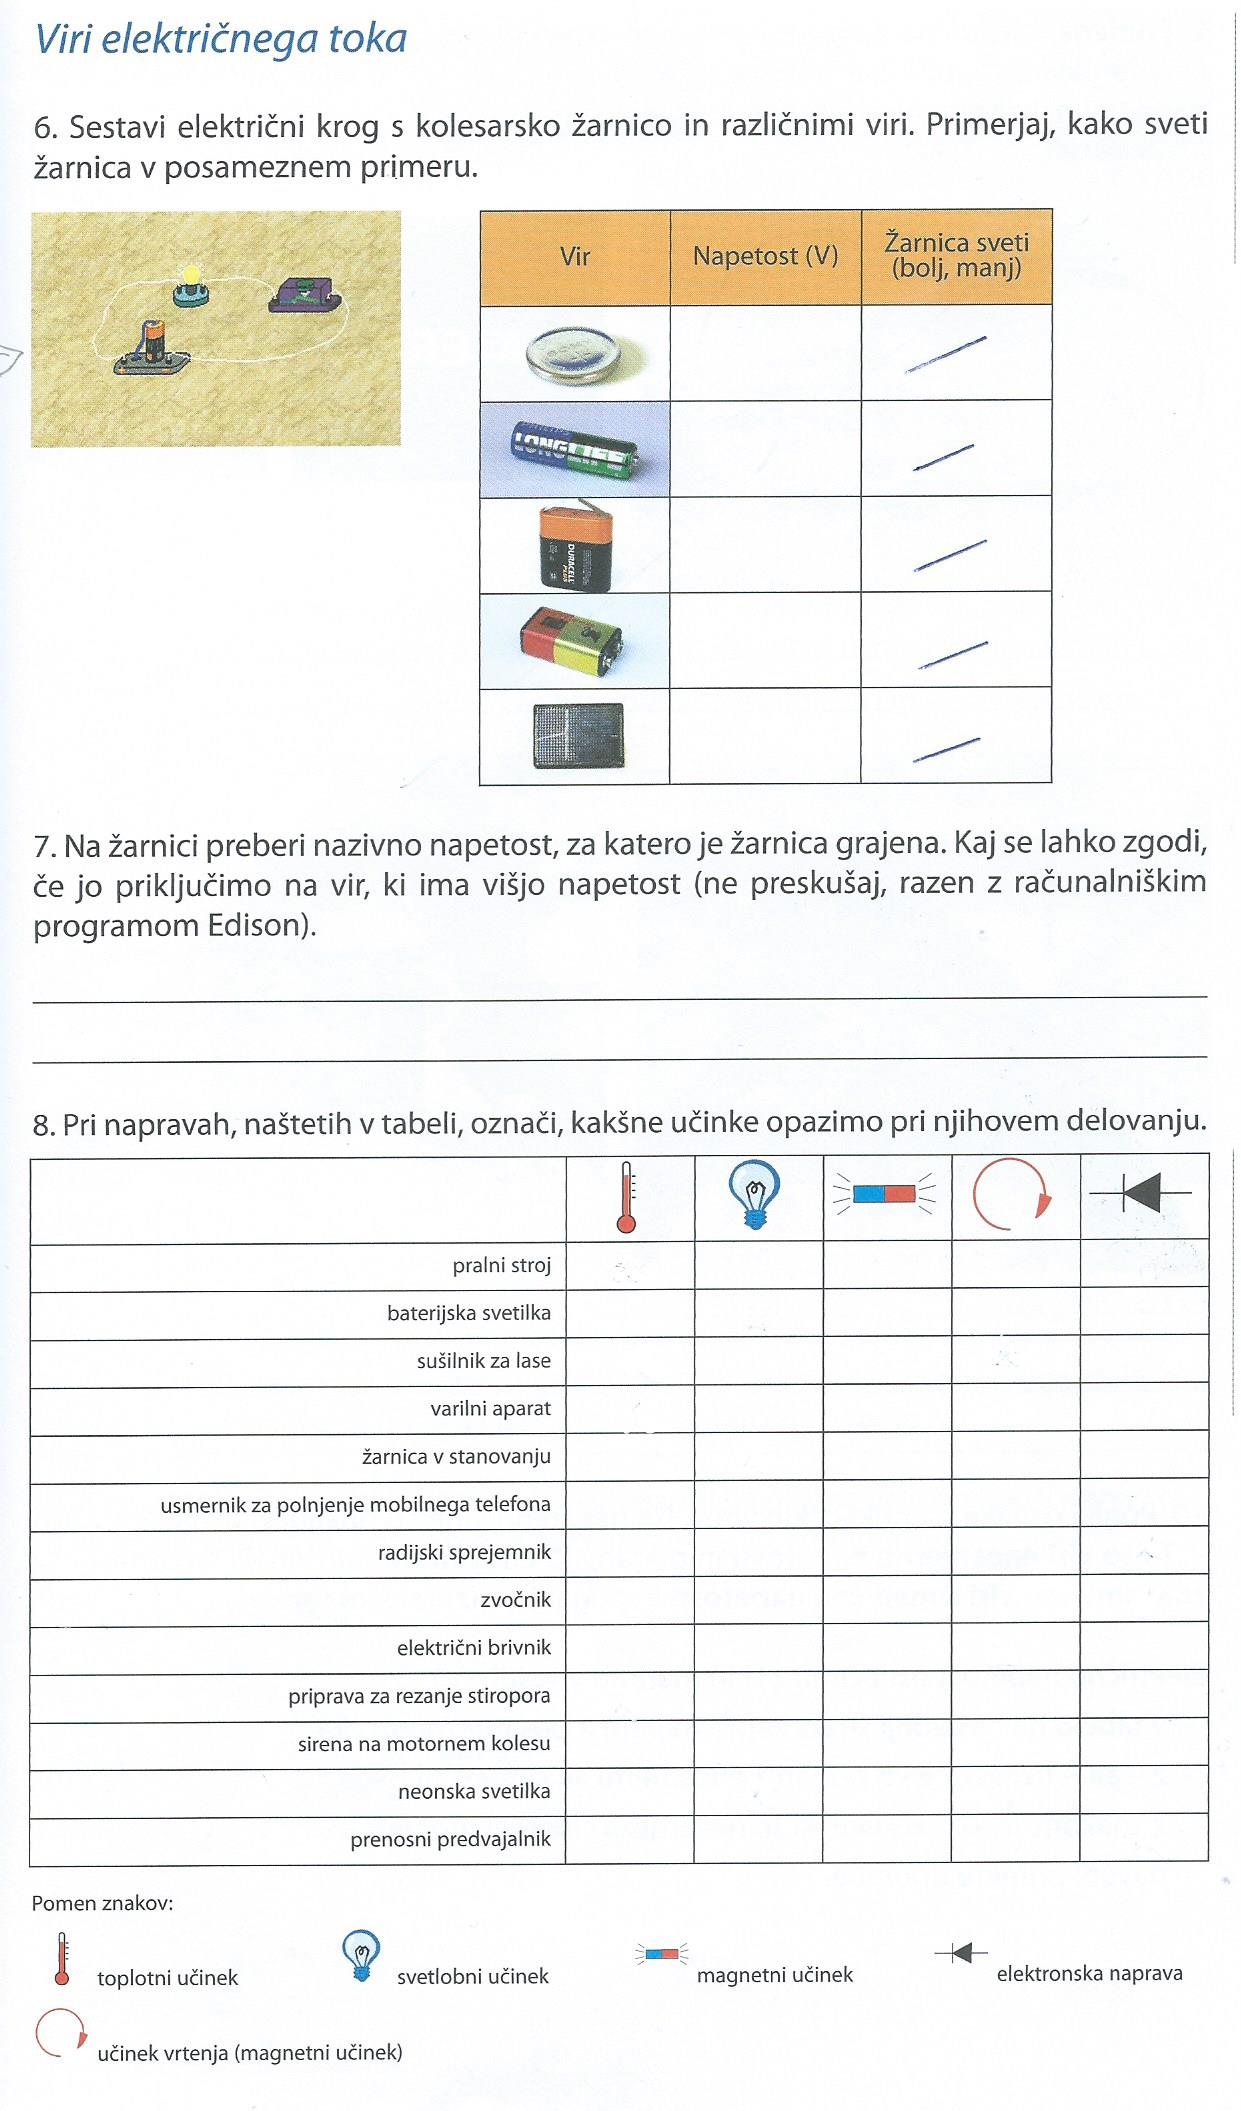 Viri električnega toka
6. Sestavi električni krog s kolesarsko žarnico in različnimi viri. Primerjaj, kako sveti
žarnica v posameznem primeru.
Vir
Napetost (V)
Žarnica sveti
(bolj, manj)
LONG LIFE
DURACELL
PLUS
7. Na žarnici preberi nazivno napetost, za katero je žarnica grajena. Kaj se lahko zgodi,
če jo priključimo na vir, ki ima višjo napetost (ne preskušaj, razen z računalniškim
programom Edison).
8. Pri napravah, naštetih v tabeli, označi, kakšne učinke opazimo pri njihovem delovanju.
pralni stroj
baterijska svetilka
sušilnik za lase
varilni aparat
žarnica v stanovanju
usmernik za polnjenje mobilnega telefona
radijski sprejemnik
zvočnik
električni brivnik
priprava za rezanje stiropora
sirena na motornem kolesu
neonska svetilka
prenosni predvajalnik
Pomen znakov:
toplotni učinek
svetlobni učinek
magnetni učinek
elektronska naprava
učinek vrtenja (magnetni učinek)